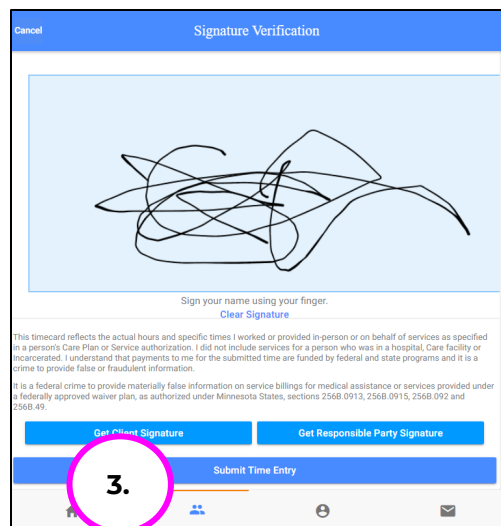 Cancel
Signature Verification
Sign your name using your finger.
Clear Signature
This timecard reflects the actual hours and specific times I worked or provided in-person or on behalf of services as specified
in a person's Care Plan or Service authorization. I did not include services for a person who was in a hospital, Care facility or
Incarcerated. I understand that payments to me for the submitted time are funded by federal and state programs and it is a
crime to provide false or fraudulent information.
It is a federal crime to provide materially false information on service billings for medical assistance or services provided under
a federally approved waiver plan, as authorized under Minnesota States, sections 256B.0913, 256B.0915, 256B.092 and
256B.49.
Get Client Signature
Get Responsible Party Signature
Submit Time Entry
3.